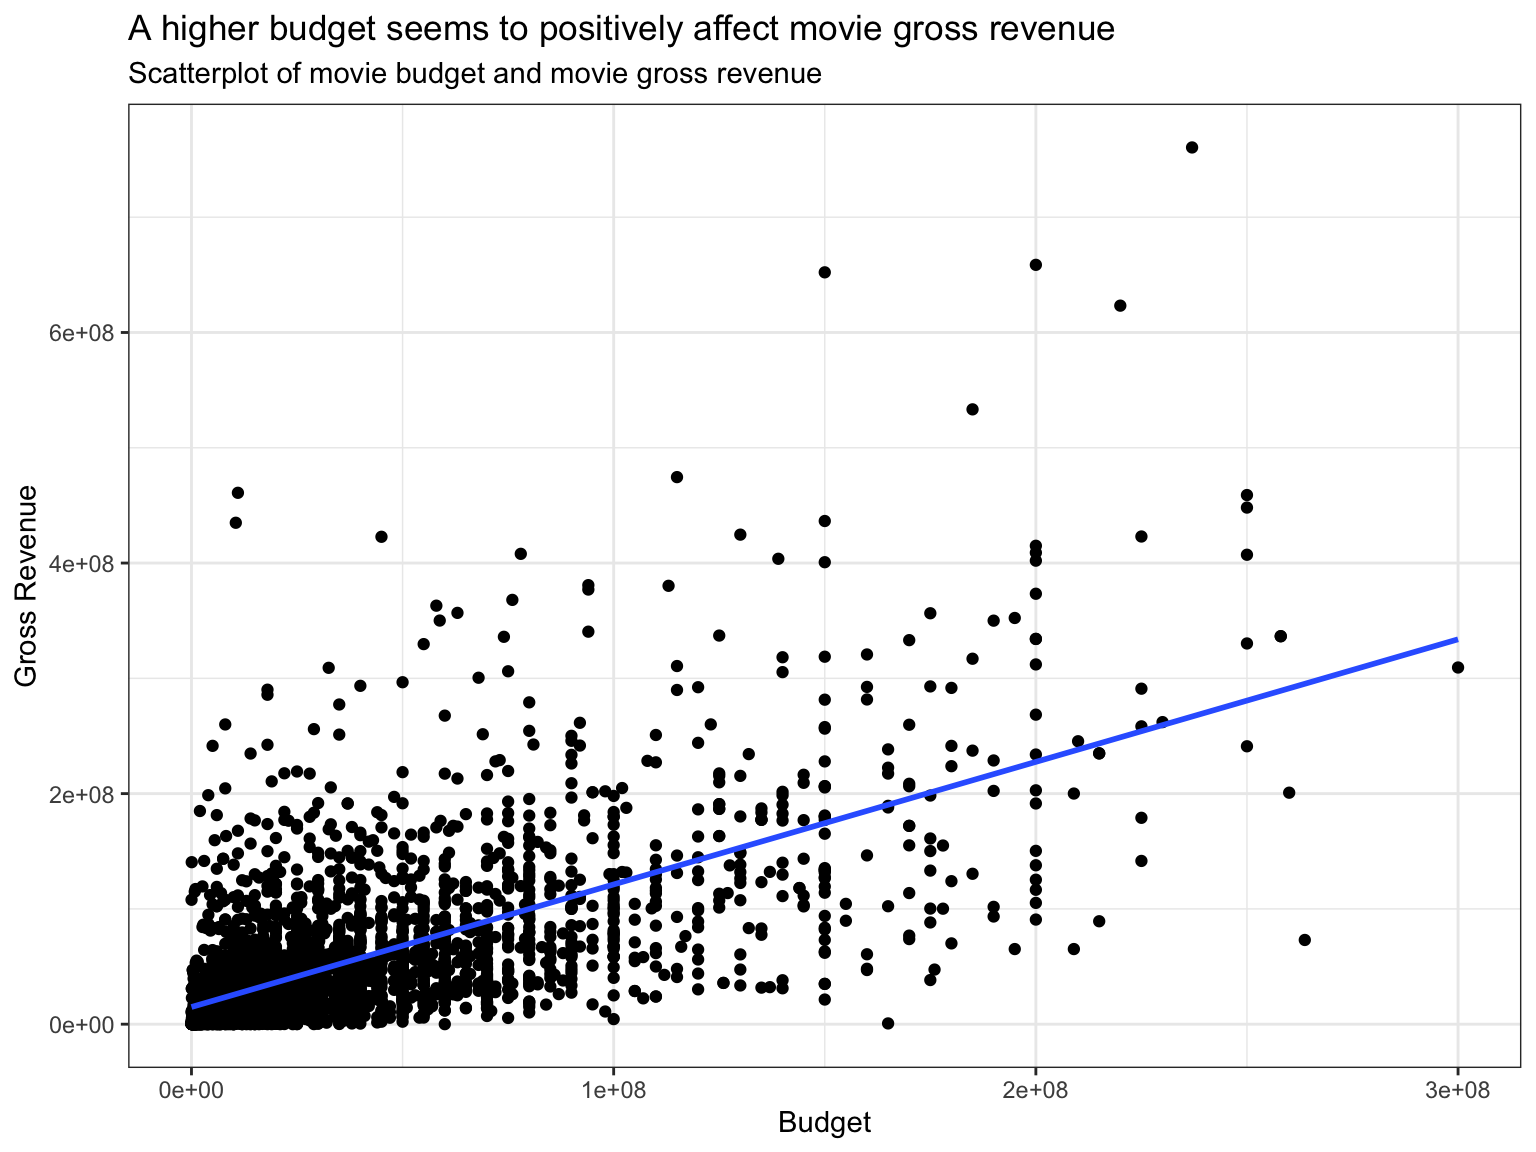 A higher budget seems to positively affect movie gross revenue
Scatterplot of movie budget and movie gross revenue
Gross Revenue
6e+08
4e+08
2e+08
0e+00
0e+00 1e+08 2e+08 3e+08
Budget